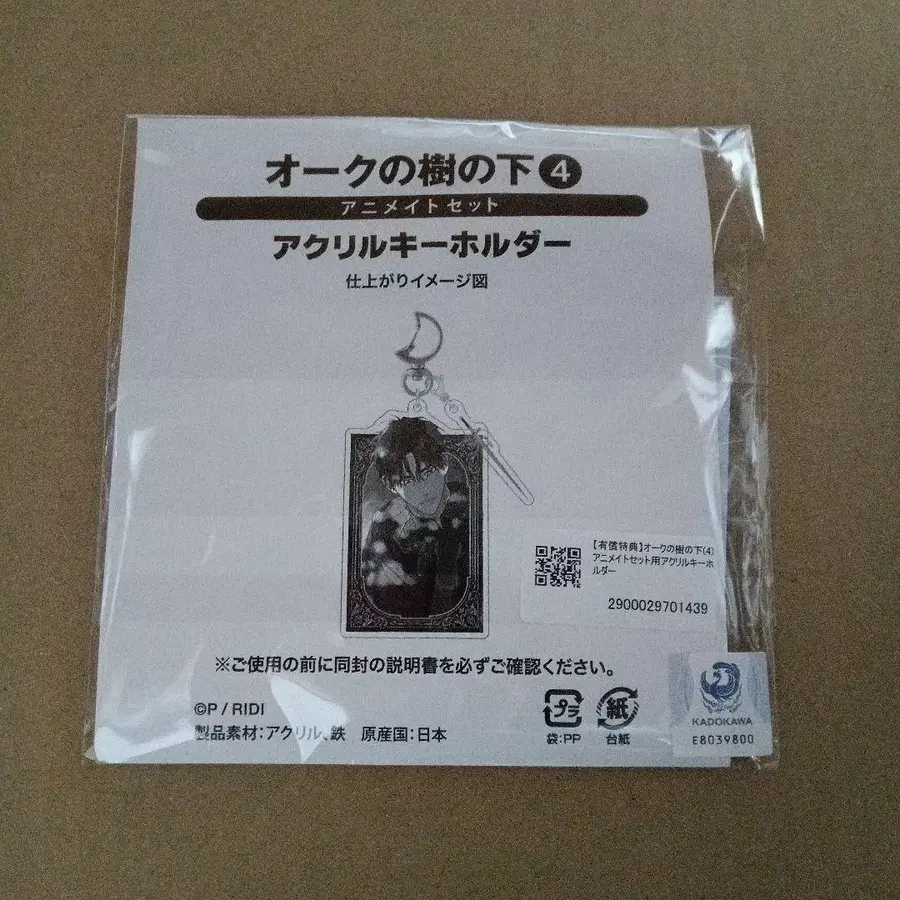 オークの樹の下④
アニメイトセット
アクリルキーホルダー
仕上がりイメージ図
【有償特典】オークの樹の下(4)
アニメイトセット用アクリルキーホ
ルダー
2900029701439
※ご使用の前に同封の説明書を必ずご確認ください。
©P / RIDI
製品素材：アクリル、鉄　原産国：日本
プラ
袋：PP
紙
台紙
KADOKAWA
E8039800